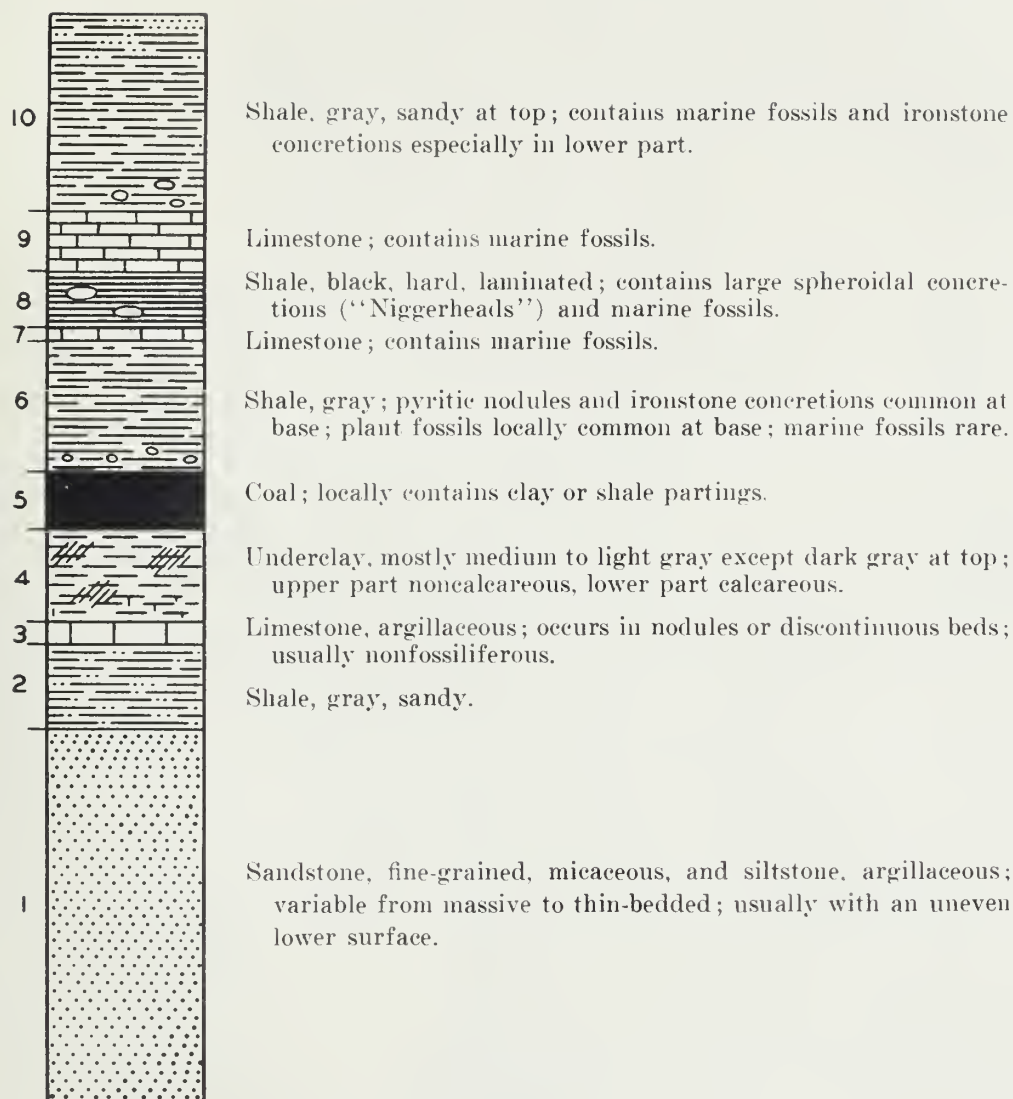 10
Shale, gray, sandy at top; contains marine fossils and ironstone
concretions especially in lower part.
9
Limestone; contains marine fossils.
8
Shale, black, hard, laminated; contains large spheroidal concre-
tions (“Niggerheads”) and marine fossils.
7
Limestone; contains marine fossils.
6
Shale, gray; pyritic nodules and ironstone concretions common at
base; plant fossils locally common at base; marine fossils rare.
5
Coal; locally contains clay or shale partings.
4
Underclay, mostly medium to light gray except dark gray at top;
upper part noncalcareous, lower part calcareous.
3
Limestone, argillaceous; occurs in nodules or discontinuous beds;
usually nonfossiliferous.
2
Shale, gray, sandy.
1
Sandstone, fine-grained, micaceous, and siltstone, argillaceous;
variable from massive to thin-bedded; usually with an uneven
lower surface.